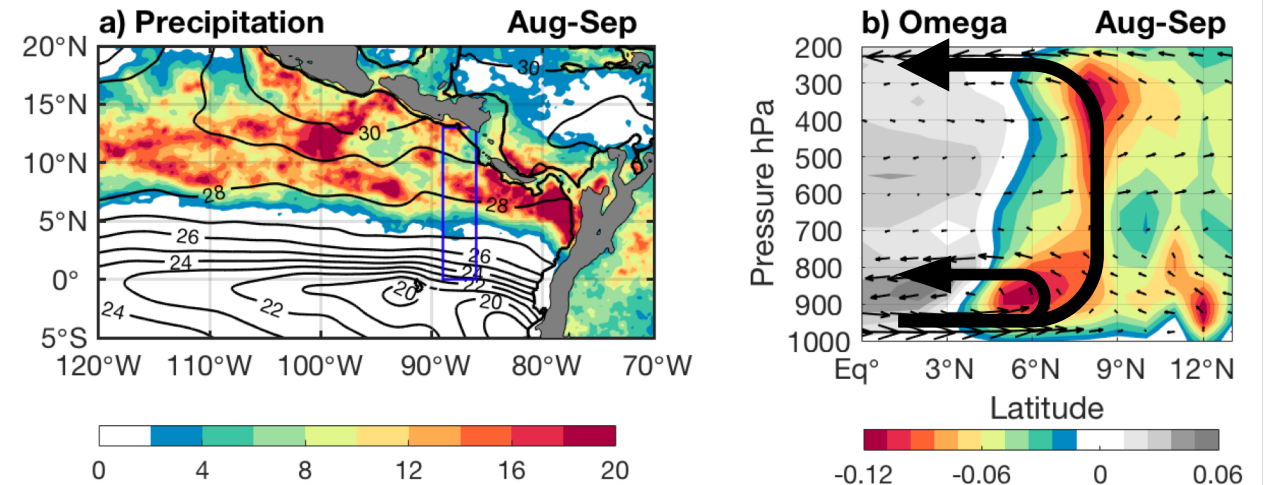 a) Precipitation Aug-Sep
20°N
15°N
10°N
5°N
0°
5°S
120°W 110°W 100°W 90°W 80°W 70°W
30
30
28
28
26
26
24
22
24
22
20
20
0 4 8 12 16 20
b) Omega Aug-Sep
Pressure hPa
200
300
400
500
600
700
800
900
1000
Eq° 3°N 6°N 9°N 12°N
Latitude
-0.12 -0.06 0 0.06